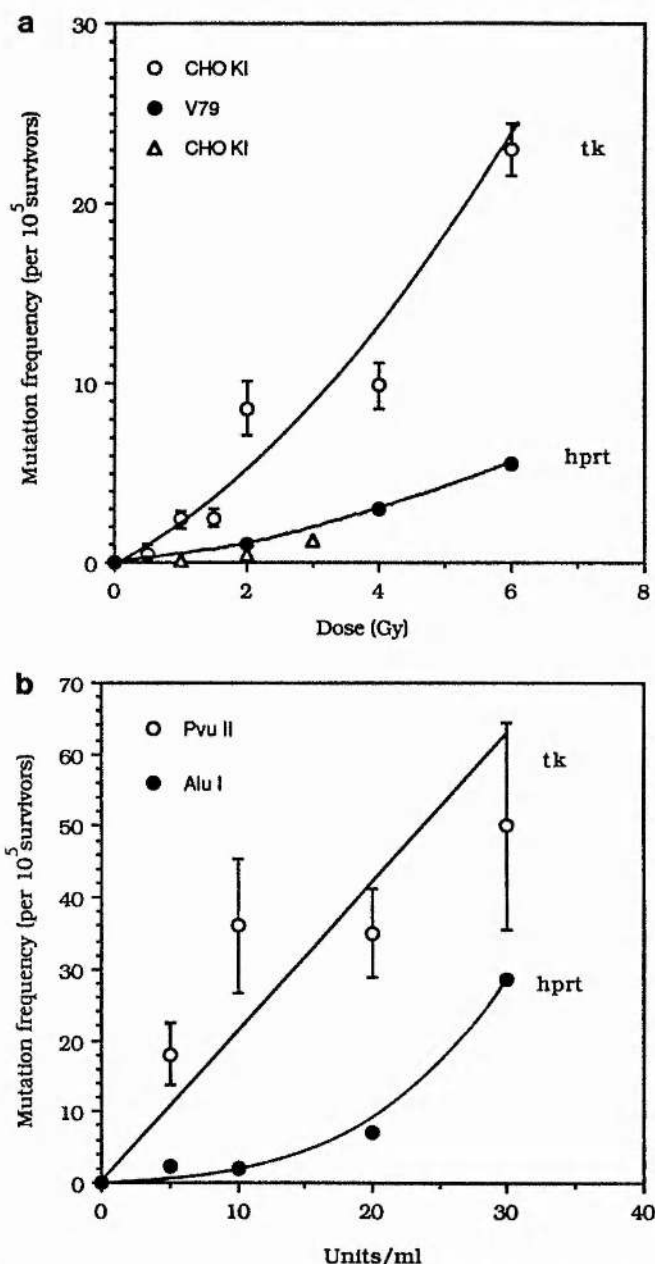 a
30
20
10
0
Mutation frequency (per 10^5 survivors)
CHO KI
V79
CHO KI
tk
hprt
0 2 4 6 8
Dose (Gy)
b
70
60
50
40
30
20
10
0
Mutation frequency (per 10^5 survivors)
Pvu II
Alu I
tk
hprt
0 10 20 30 40
Units/ml